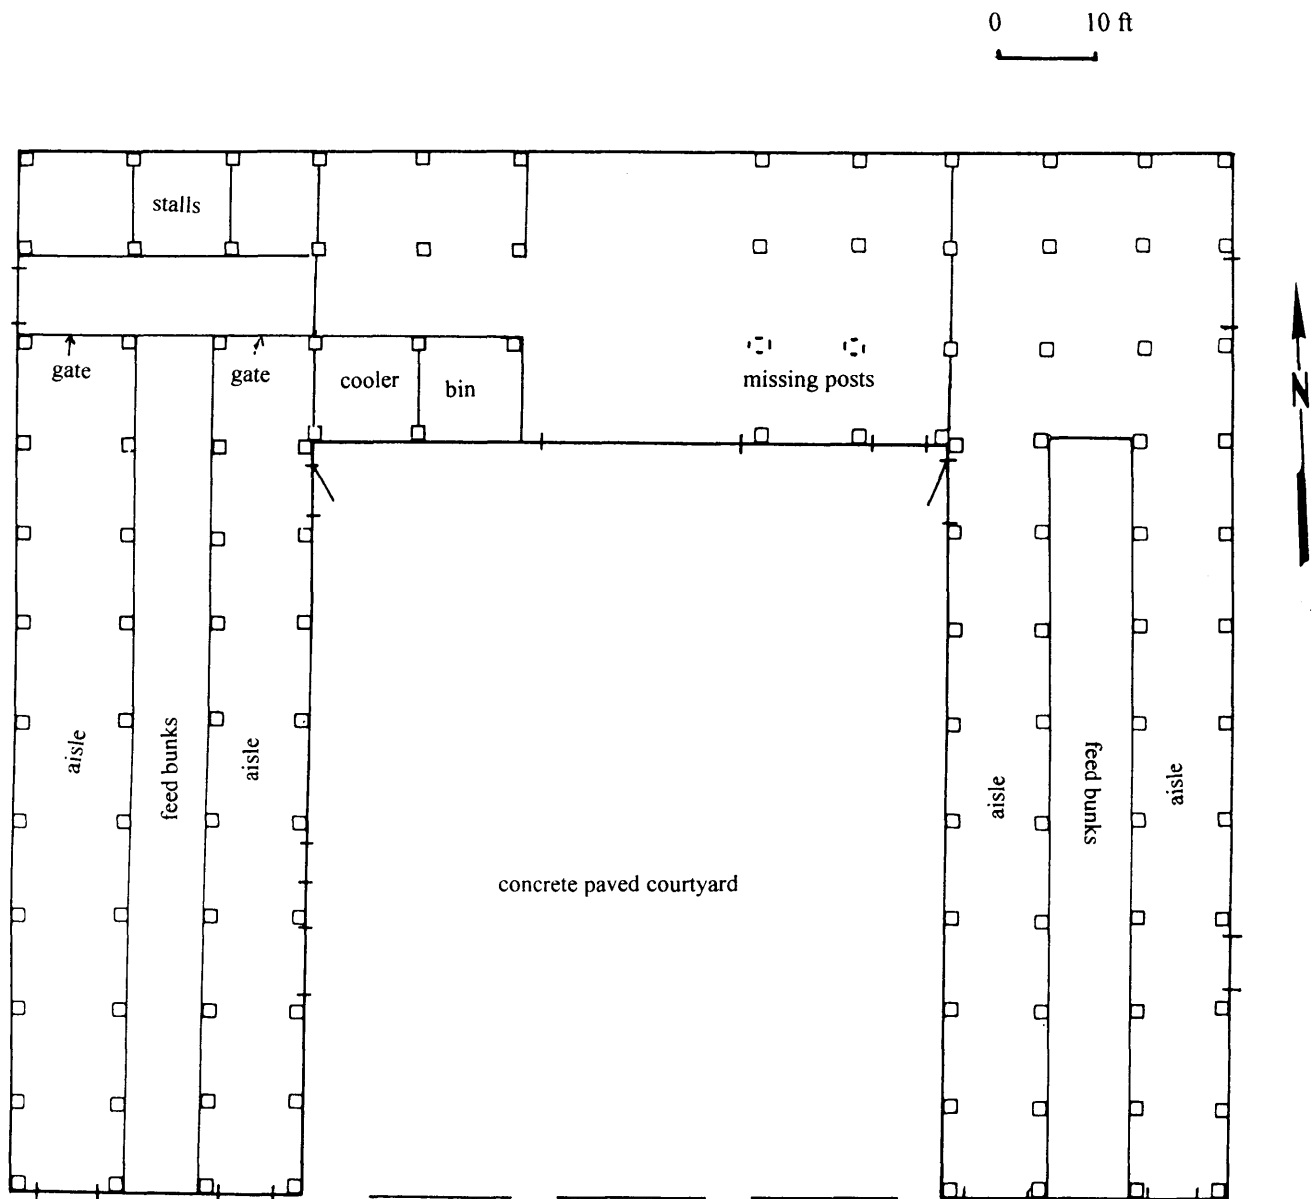 0 10 ft
stalls
gate
gate
cooler
bin
missing posts
N
aisle
feed bunks
aisle
aisle
feed bunks
aisle
concrete paved courtyard